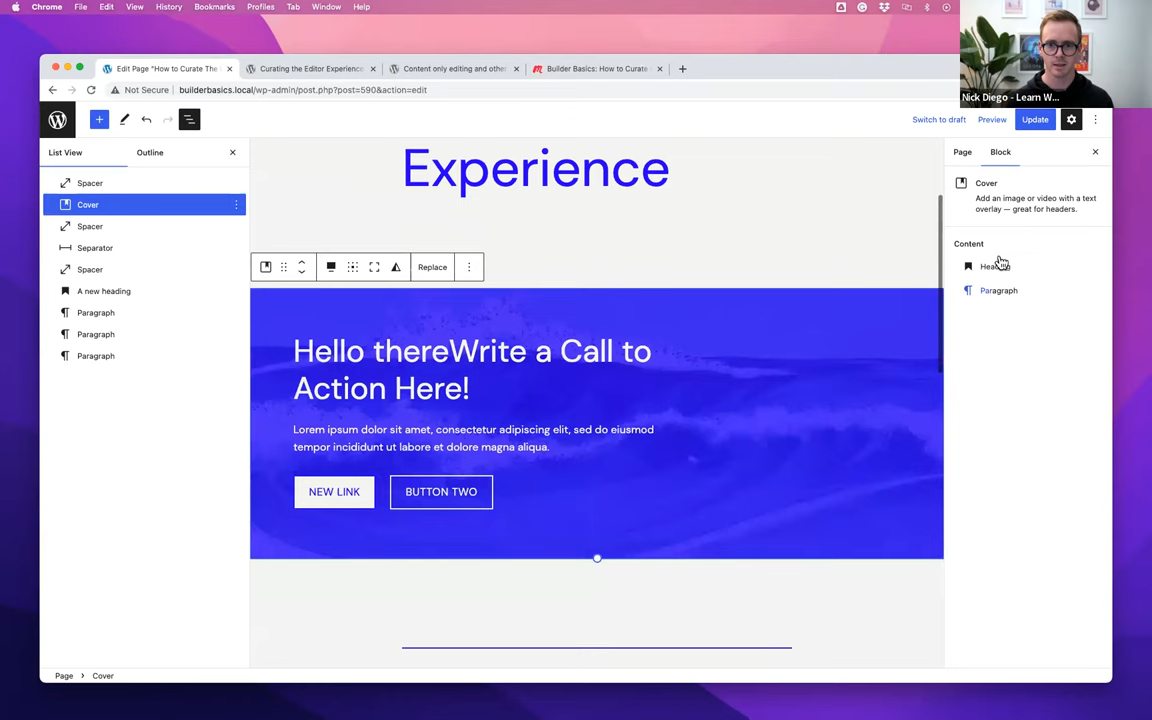 Chrome File Edit View History Bookmarks Profiles Tab Window Help
Edit Page "How to Curate The
Curating the Editor Experience
Content only editing and other
Builder Basics: How to Curate
Not Secure builderbasics.local/wp-admin/post.php?post=590&action=edit
Nick Diego - Learn W...
Switch to draft Preview Update
List View Outline
Page Block
Spacer
Cover
Spacer
Separator
Spacer
A new heading
Paragraph
Paragraph
Paragraph
Experience
Replace
Hello thereWrite a Call to
Action Here!
Lorem ipsum dolor sit amet, consectetur adipiscing elit, sed do eiusmod
tempor incididunt ut labore et dolore magna aliqua.
NEW LINK BUTTON TWO
Cover
Add an image or video with a text
overlay — great for headers.
Content
Heading
Paragraph
Page > Cover